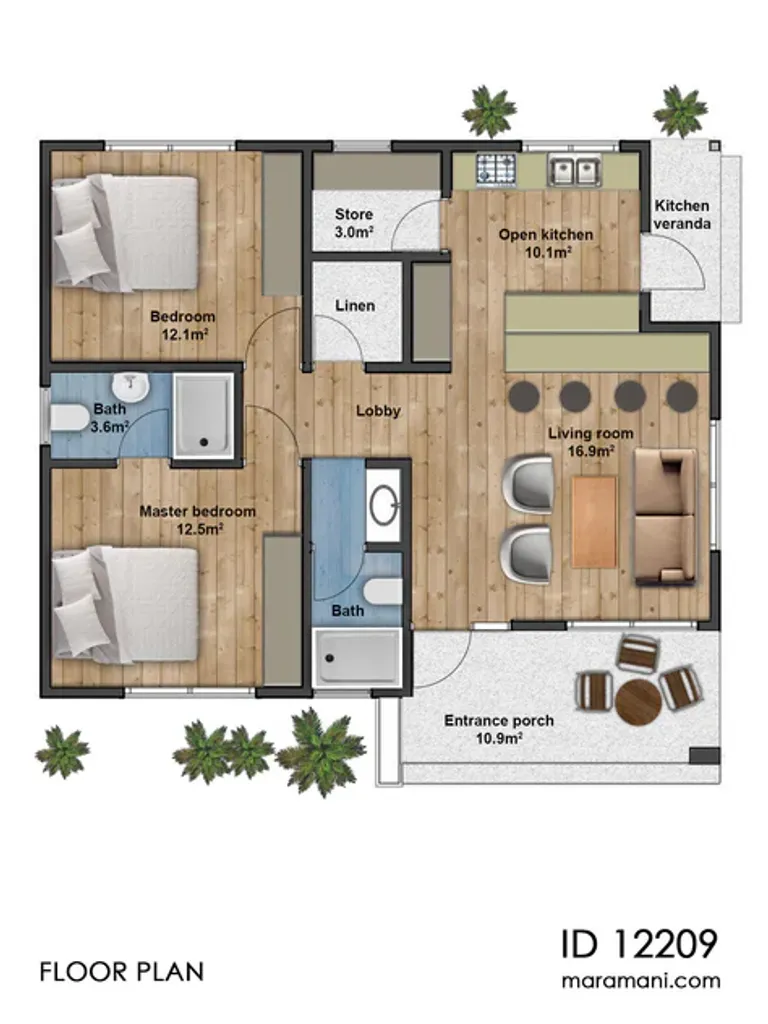 Kitchen
veranda
Store
3.0m²
Open kitchen
10.1m²
Linen
Bedroom
12.1m²
Bath
3.6m²
Lobby
Living room
16.9m²
Master bedroom
12.5m²
Bath
Entrance porch
10.9m²
FLOOR PLAN
ID 12209
maramani.com